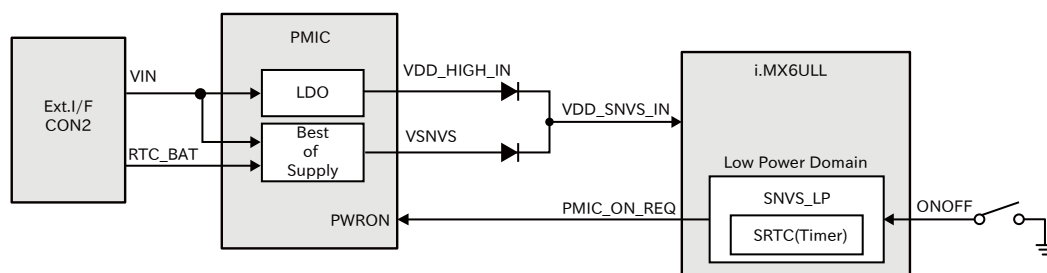 PMIC
VIN
Ext.I/F
CON2
RTC_BAT
LDO
Best
of
Supply
PWRON
VDD_HIGH_IN
VSNVS
VDD_SNVS_IN
PMIC_ON_REQ
i.MX6ULL
Low Power Domain
SNVS_LP
SRTC(Timer)
ONOFF